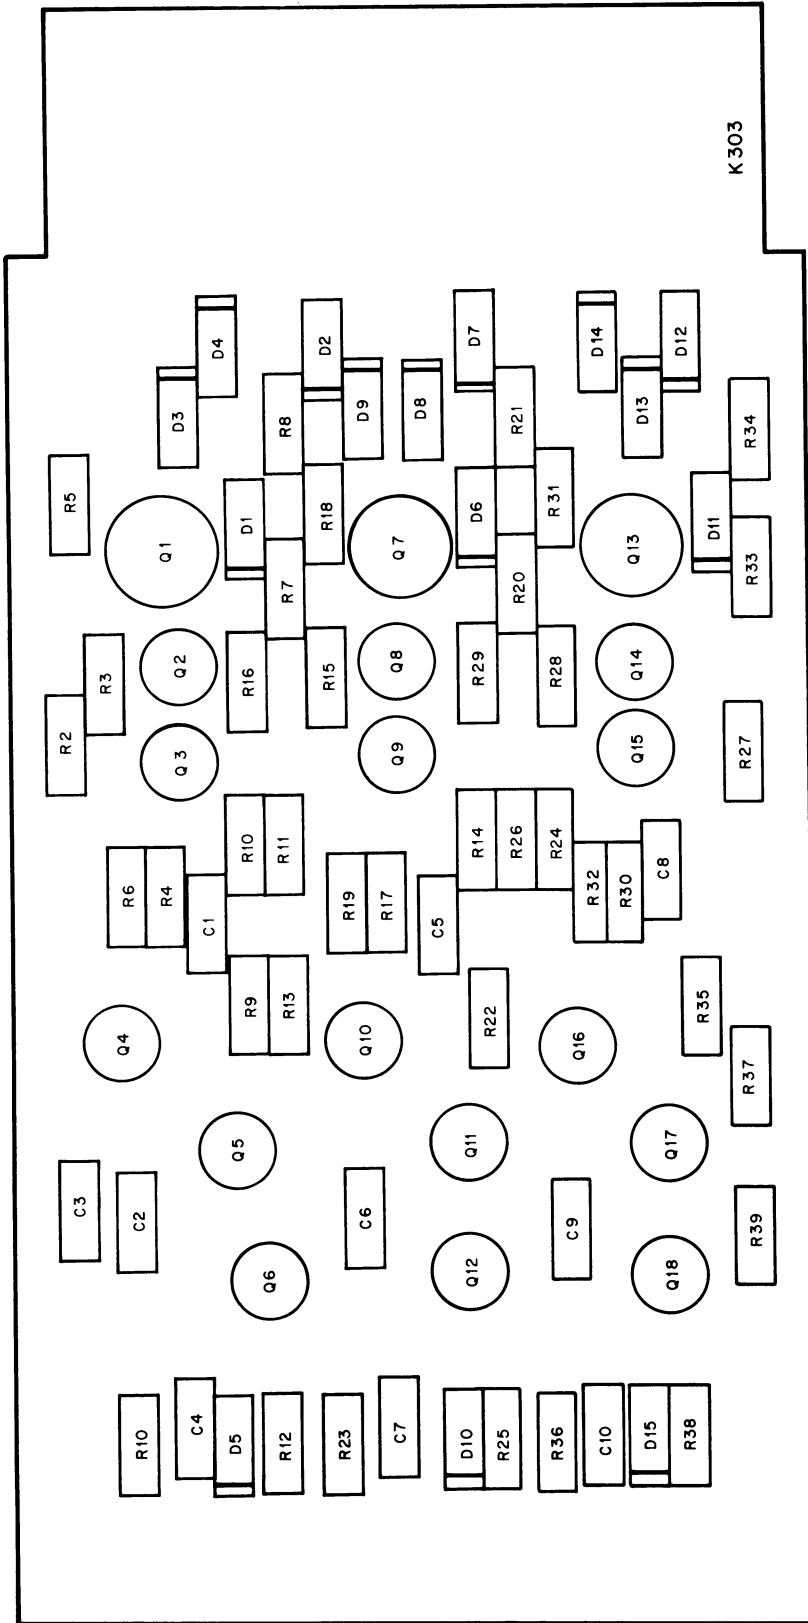 K303
D4
D2
D7
D14
D12
D3
R8
D9
D8
R21
D13
R34
R5
Q1
D1
R18
Q7
D6
R31
Q13
D11
R33
R7
R20
R3
Q2
R16
R15
Q8
R29
R28
Q14
R2
Q3
Q9
Q15
R27
R10
R11
R14
R26
R24
R6
R4
C1
R19
R17
C5
R32
R30
C8
Q4
R9
R13
Q10
R22
Q16
R35
R37
Q5
Q11
Q17
C3
C2
C6
C9
R39
Q6
Q12
Q18
R10
C4
D5
R12
R23
C7
D10
R25
R36
C10
D15
R38